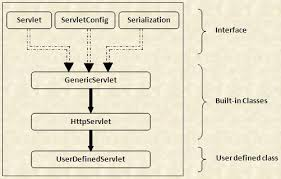 Servlet ServletConfig Serialization
Interface
GenericServlet
Built-in Classes
HttpServlet
UserDefinedServlet
User defined class